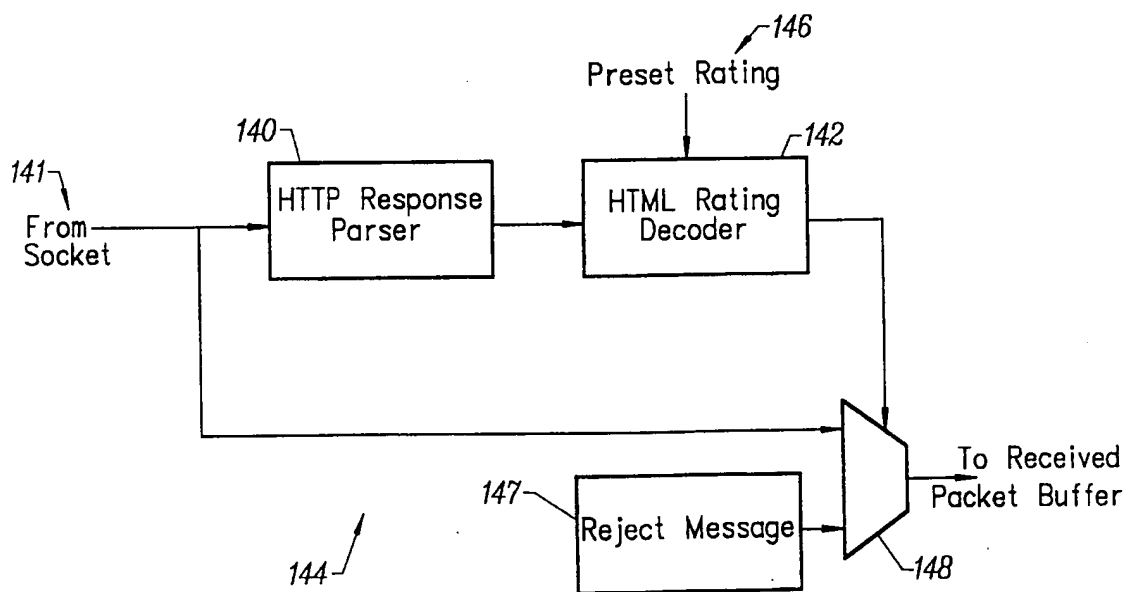 146
Preset Rating
140
142
141
HTTP Response
Parser
HTML Rating
Decoder
From
Socket
To Received
Packet Buffer
147
Reject Message
144
148